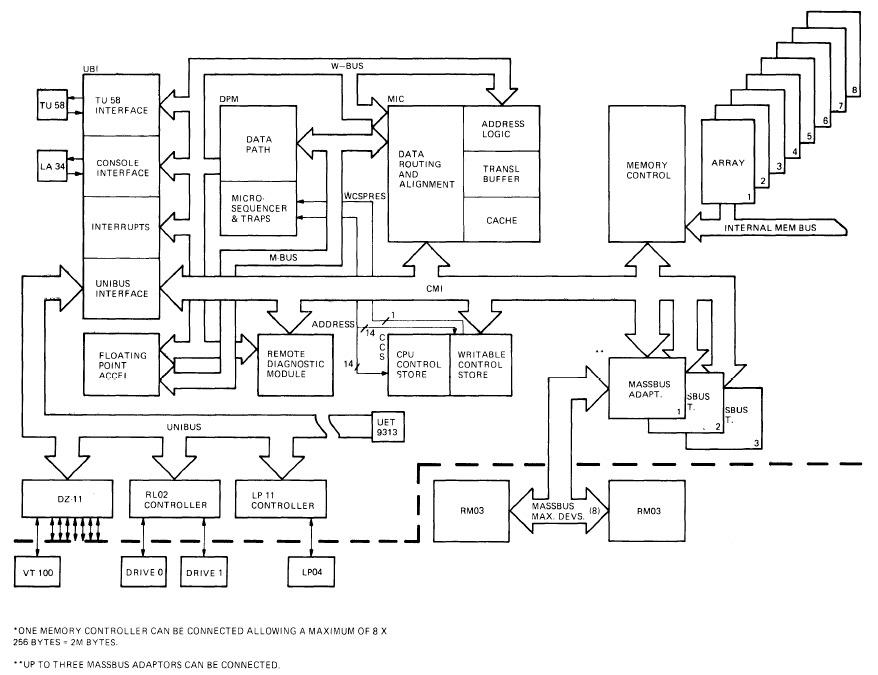 UBI
W-BUS
8
7
6
5
4
3
2
ARRAY
1
TU 58
TU 58
INTERFACE
DPM
DATA
PATH
MIC
DATA
ROUTING
AND
ALIGNMENT
ADDRESS
LOGIC
TRANSL
BUFFER
CACHE
MEMORY
CONTROL
LA 34
CONSOLE
INTERFACE
MICRO-
SEQUENCER
& TRAPS
WCSPRES
INTERRUPTS
INTERNAL MEM BUS
M-BUS
UNIBUS
INTERFACE
CMI
ADDRESS
1
14
14
CCS
FLOATING
POINT
ACCEL
REMOTE
DIAGNOSTIC
MODULE
CPU
CONTROL
STORE
WRITABLE
CONTROL
STORE
**
MASSBUS
ADAPT.
1
SBUS
T.
2
SBUS
T.
3
UNIBUS
UET
9313
DZ-11
RL02
CONTROLLER
LP 11
CONTROLLER
RM03
MASSBUS
MAX. DEVS. (8)
RM03
VT 100
DRIVE 0
DRIVE 1
LP04
*ONE MEMORY CONTROLLER CAN BE CONNECTED ALLOWING A MAXIMUM OF 8 X
256 BYTES = 2M BYTES.
**UP TO THREE MASSBUS ADAPTORS CAN BE CONNECTED.